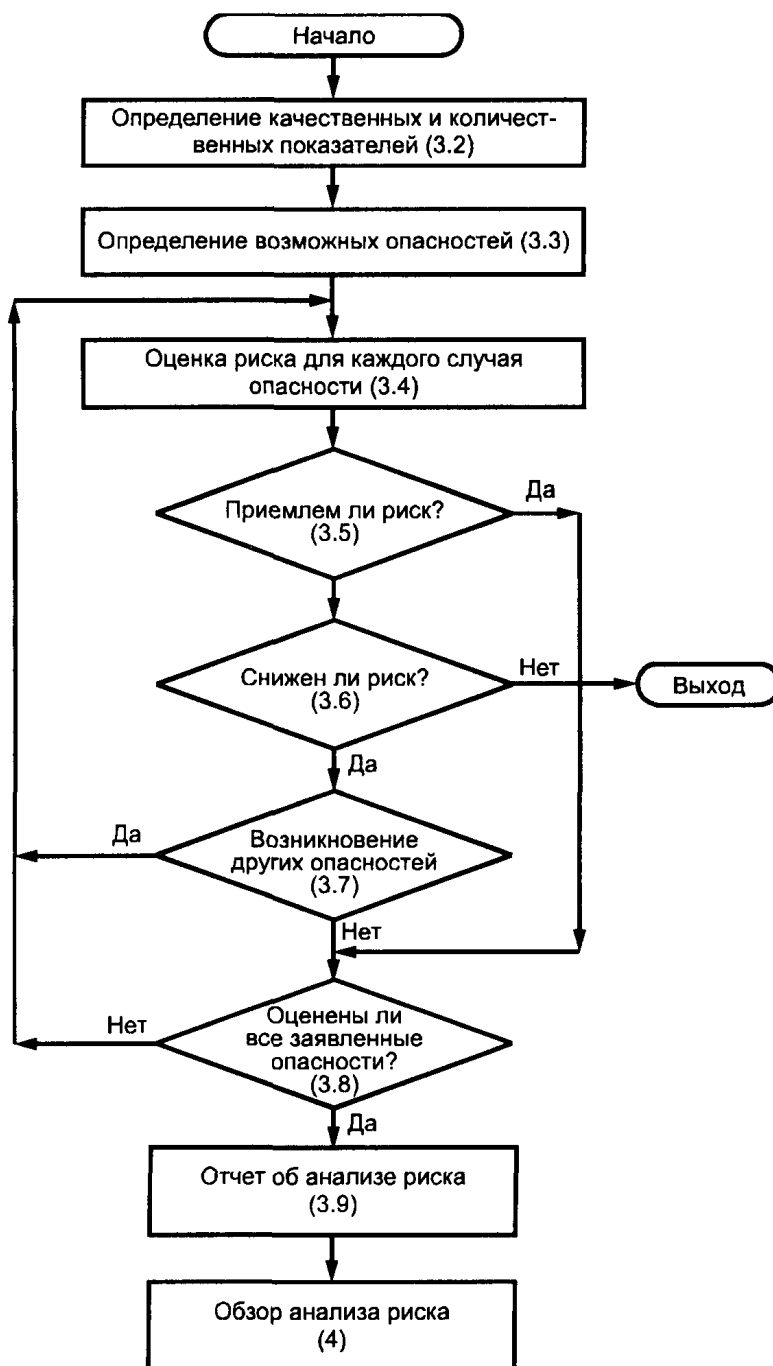 Начало
Определение качественных и количест-
венных показателей (3.2)
Определение возможных опасностей (3.3)
Оценка риска для каждого случая
опасности (3.4)
Приемлем ли риск?
(3.5)
Да
Снижен ли риск?
(3.6)
Нет
Выход
Да
Возникновение
других опасностей
(3.7)
Да
Нет
Оценены ли
все заявленные
опасности?
(3.8)
Нет
Да
Отчет об анализе риска
(3.9)
Обзор анализа риска
(4)